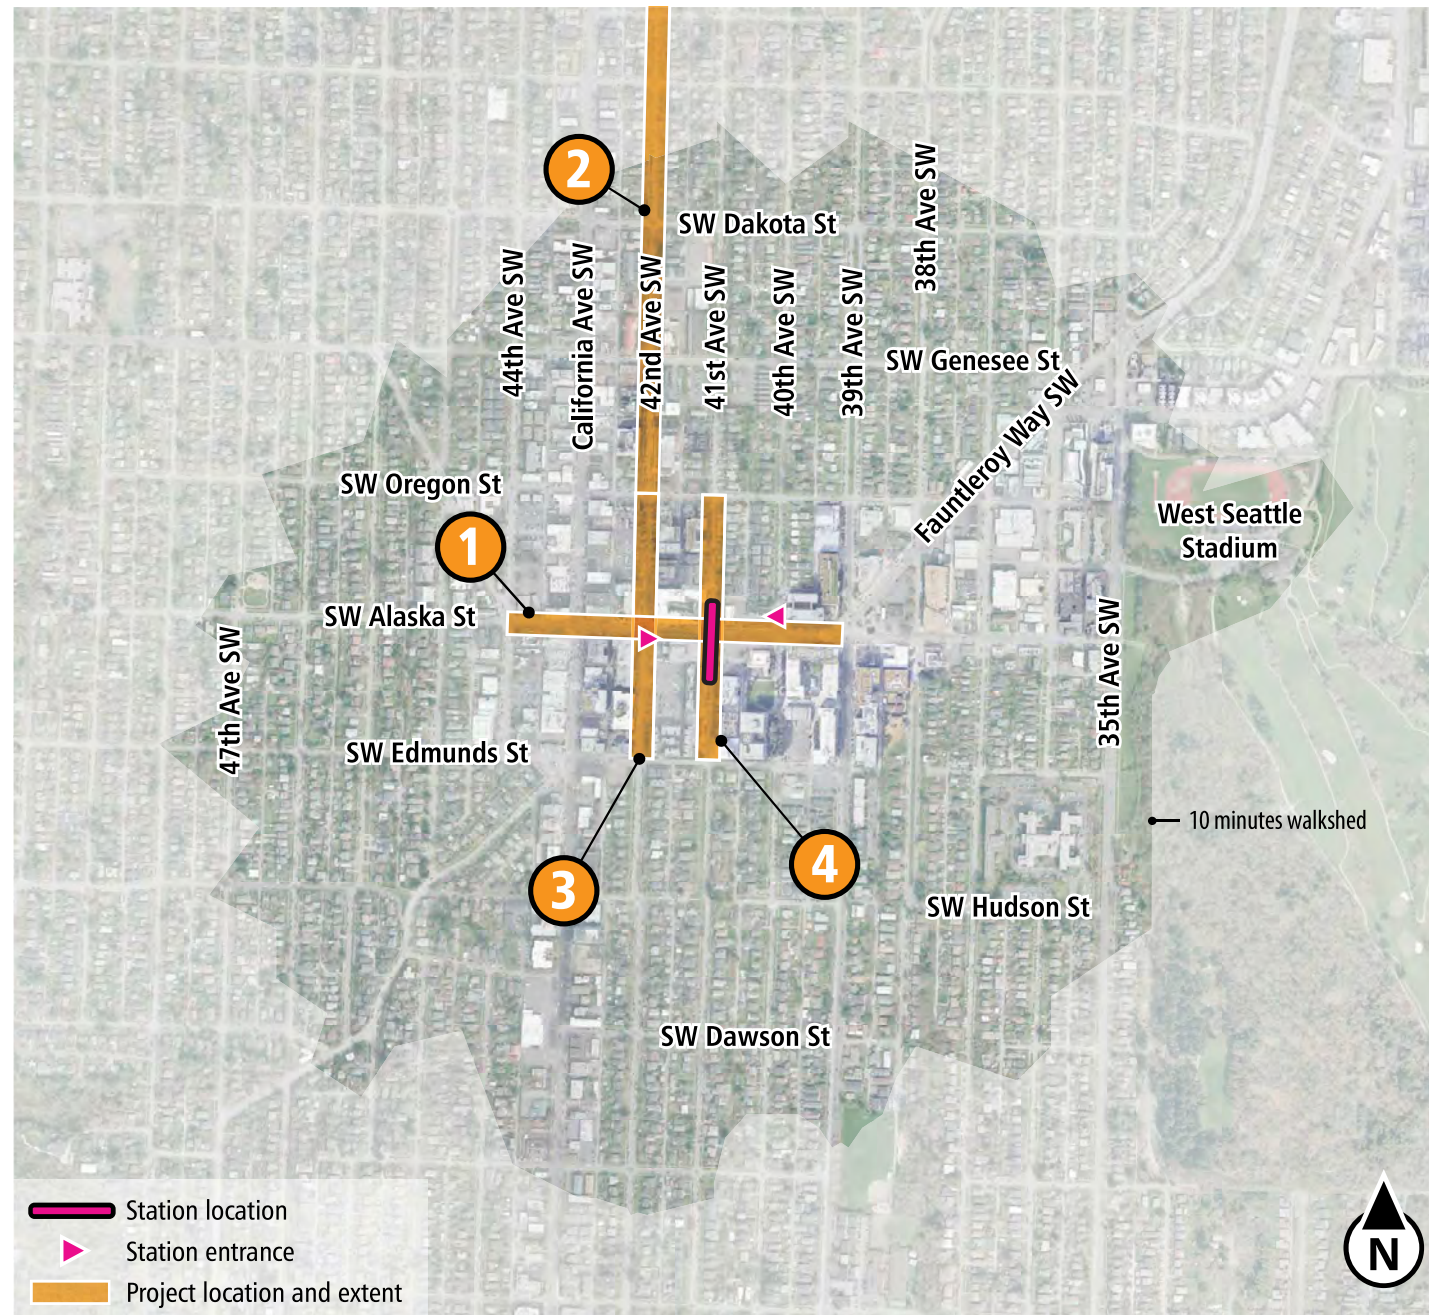 2
SW Dakota St
38th Ave SW
44th Ave SW
California Ave SW
42nd Ave SW
41st Ave SW
40th Ave SW
39th Ave SW
SW Genesee St
Fauntleroy Way SW
SW Oregon St
West Seattle
Stadium
1
SW Alaska St
47th Ave SW
35th Ave SW
SW Edmunds St
10 minutes walkshed
3
4
SW Hudson St
SW Dawson St
Station location
Station entrance
Project location and extent
N